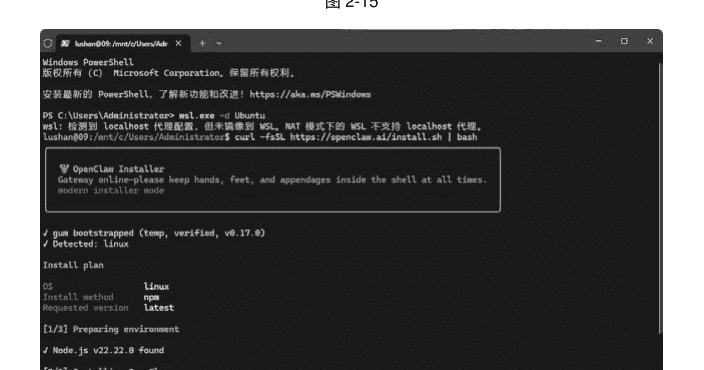 图 2-15
lushan@09: /mnt/c/Users/Adr
Windows PowerShell
版权所有 (C) Microsoft Corporation。保留所有权利。
安装最新的 PowerShell，了解新功能和改进！https://aka.ms/PSWindows
PS C:\Users\Administrator> wsl.exe -d Ubuntu
wsl: 检测到 localhost 代理配置，但未镜像到 WSL。NAT 模式下的 WSL 不支持 localhost 代理。
lushan@09:/mnt/c/Users/Administrator$ curl -fsSL https://openclaw.ai/install.sh | bash
OpenClaw Installer
Gateway online-please keep hands, feet, and appendages inside the shell at all times.
modern installer mode
✓ gum bootstrapped (temp, verified, v0.17.0)
✓ Detected: linux
Install plan
OS linux
Install method npm
Requested version latest
[1/3] Preparing environment
✓ Node.js v22.22.0 found